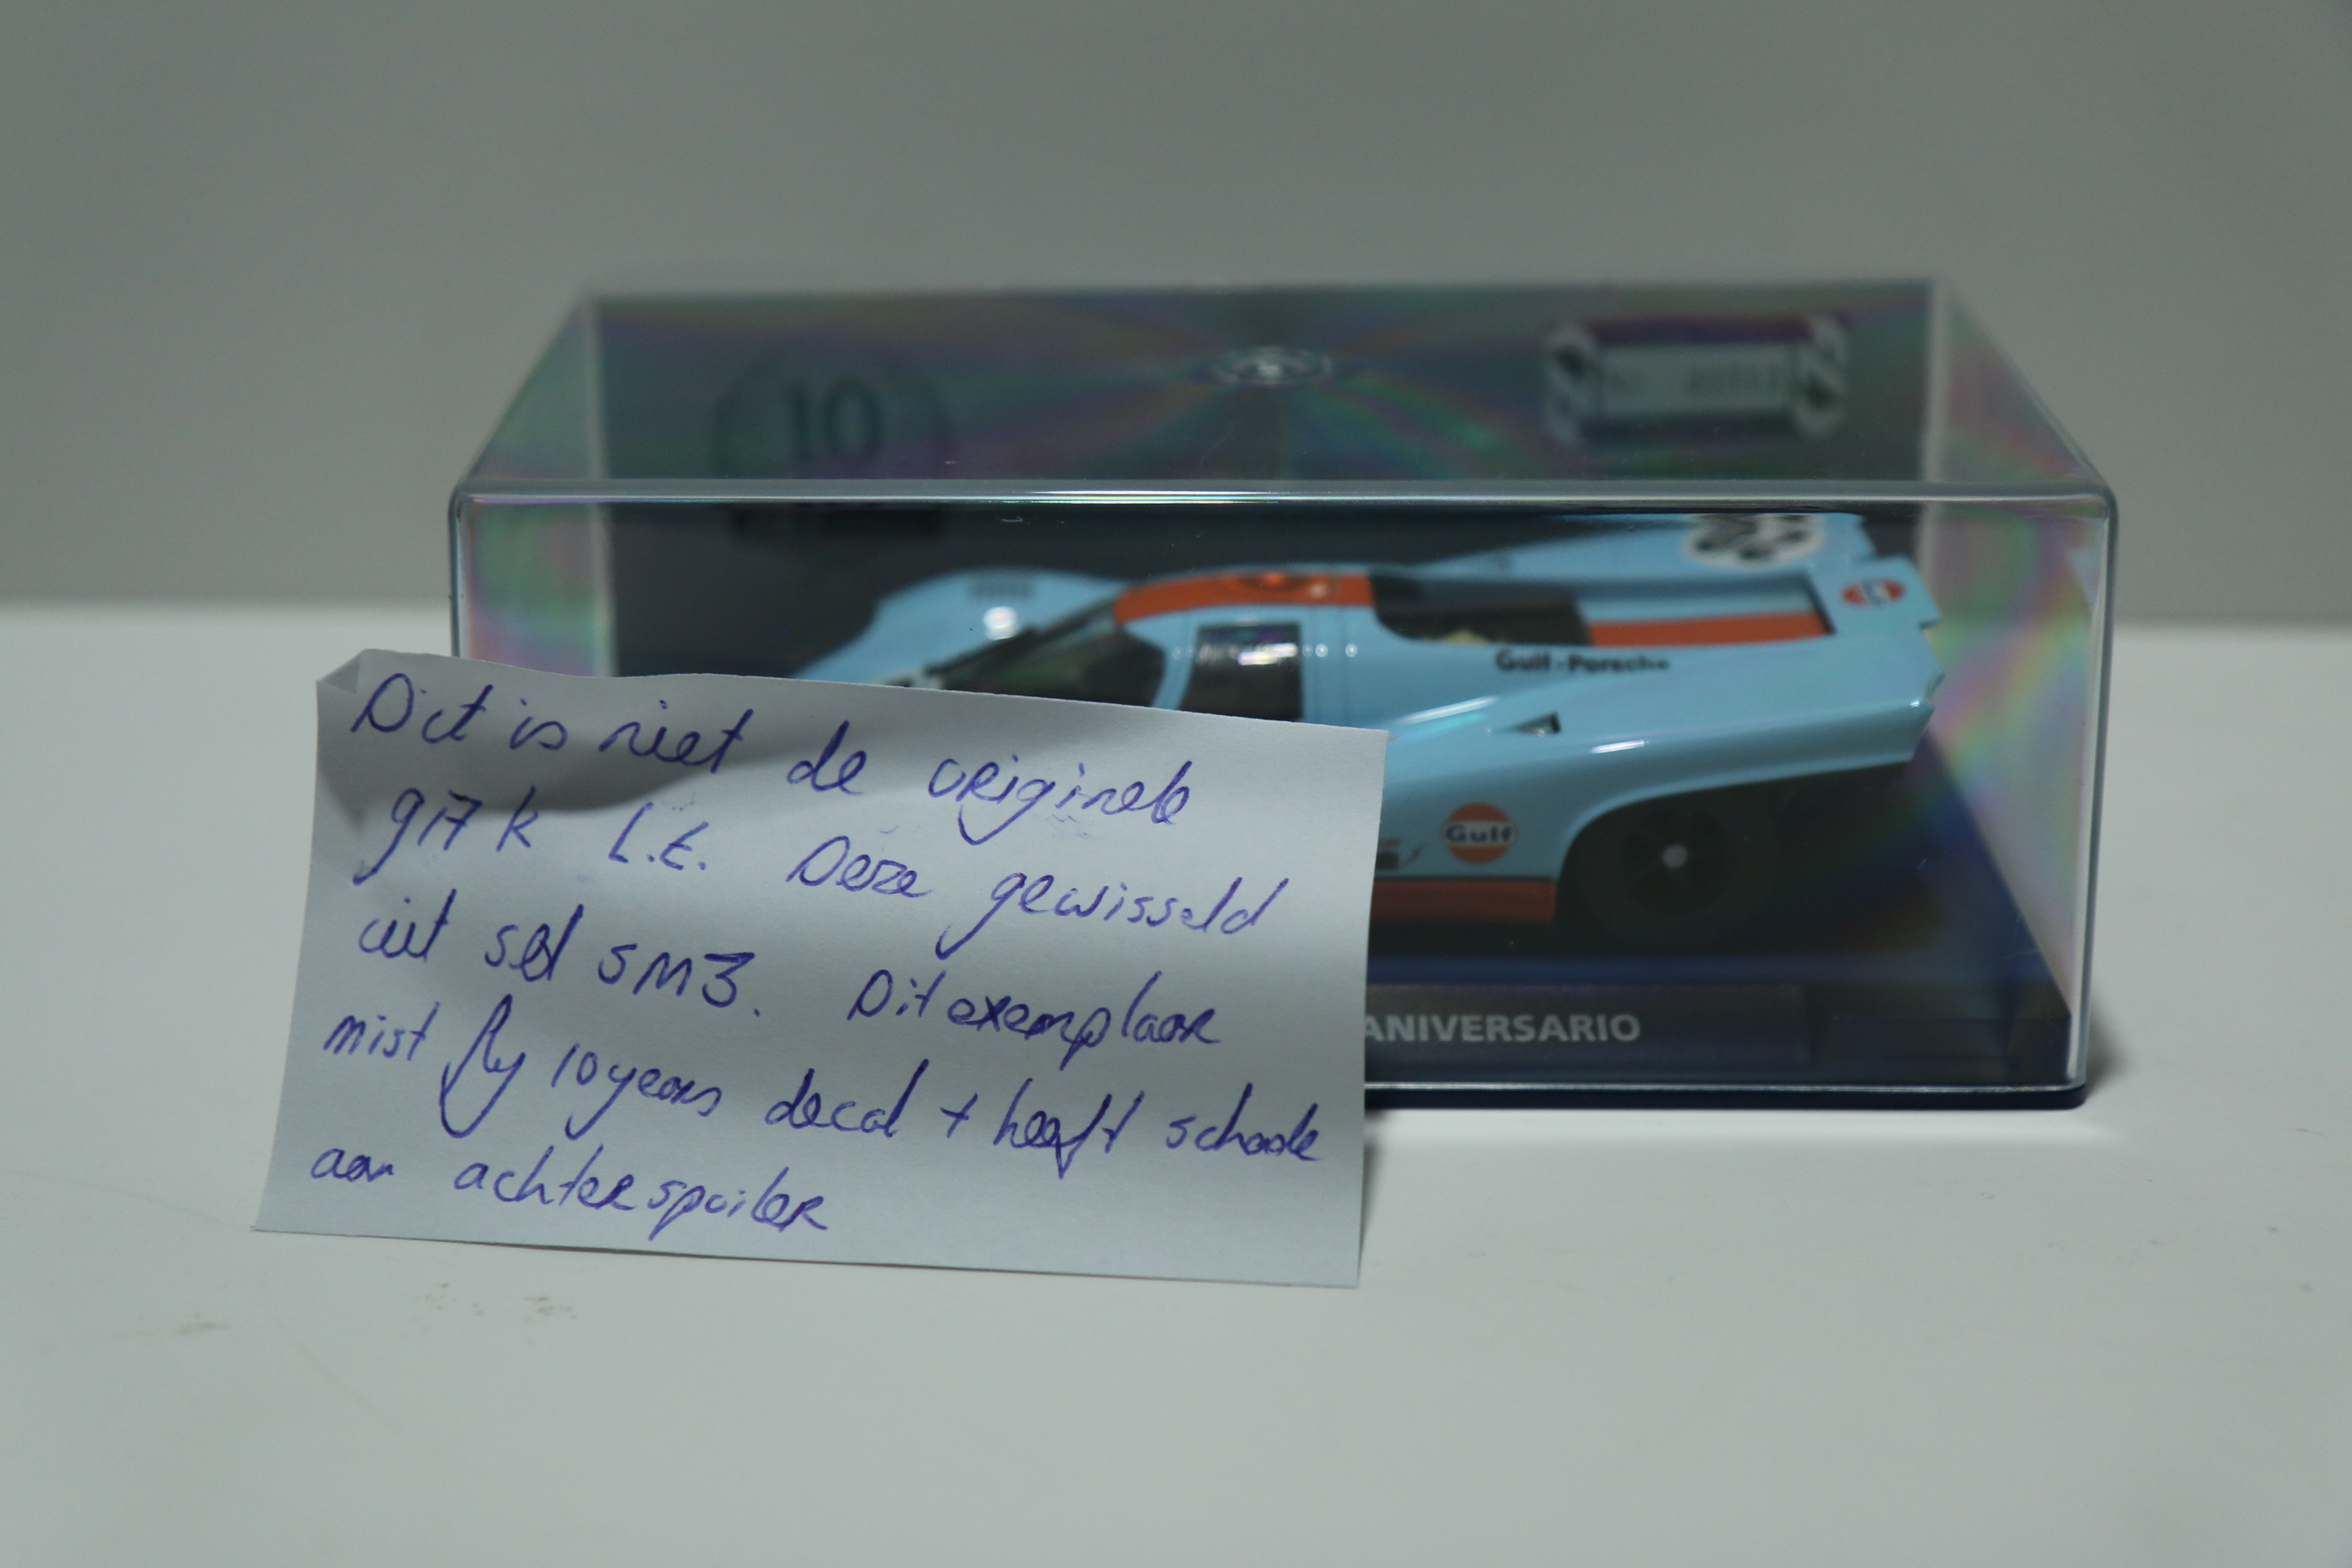 10
Gulf-Porsche
Gulf
ANIVERSARIO
Dit is niet de originele
917 k L.E. Deze gewisseld
uit set SM3. Dit exemplaar
mist fly 10 years decal + heeft schade
aan achterspoiler